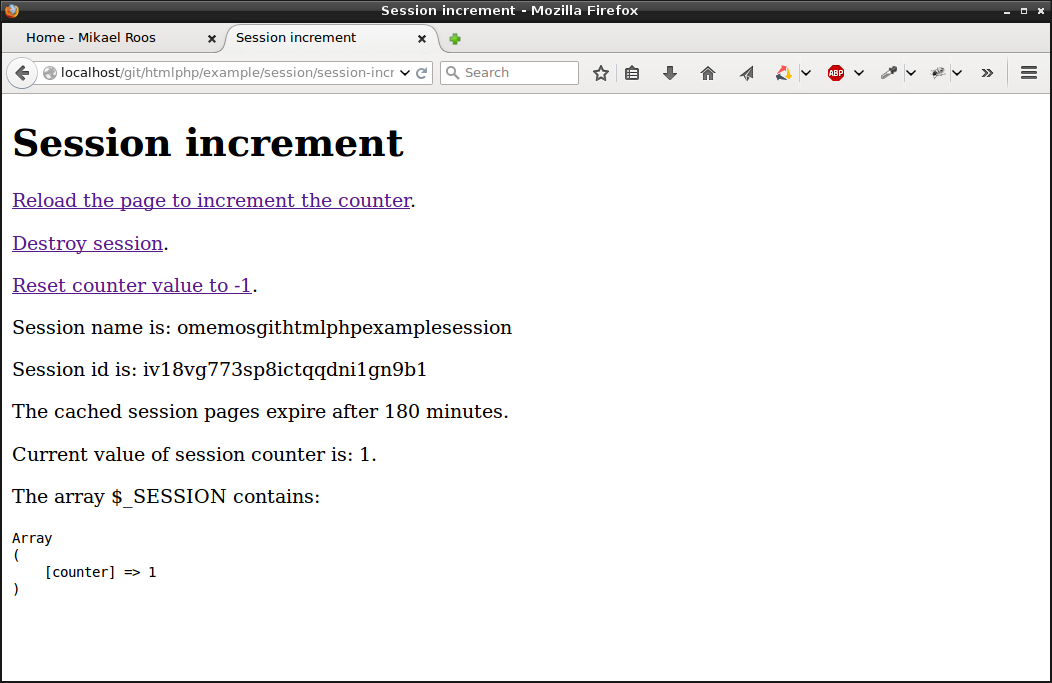 Session increment - Mozilla Firefox
Home - Mikael Roos
Session increment
localhost/git/htmlphp/example/session/session-incr
Search
ABP
Session increment
Reload the page to increment the counter.
Destroy session.
Reset counter value to -1.
Session name is: omemosgithtmlphpexamplesession
Session id is: iv18vg773sp8ictqqdni1gn9b1
The cached session pages expire after 180 minutes.
Current value of session counter is: 1.
The array $_SESSION contains:
Array
(
    [counter] => 1
)